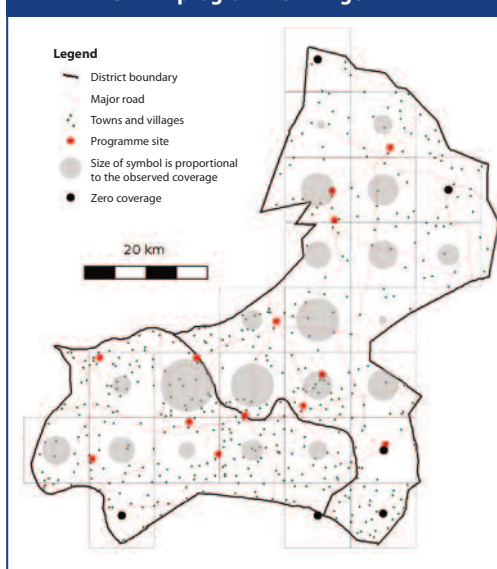 Legend
District boundary
Major road
Towns and villages
Programme site
Size of symbol is proportional
to the observed coverage
Zero coverage
20 km